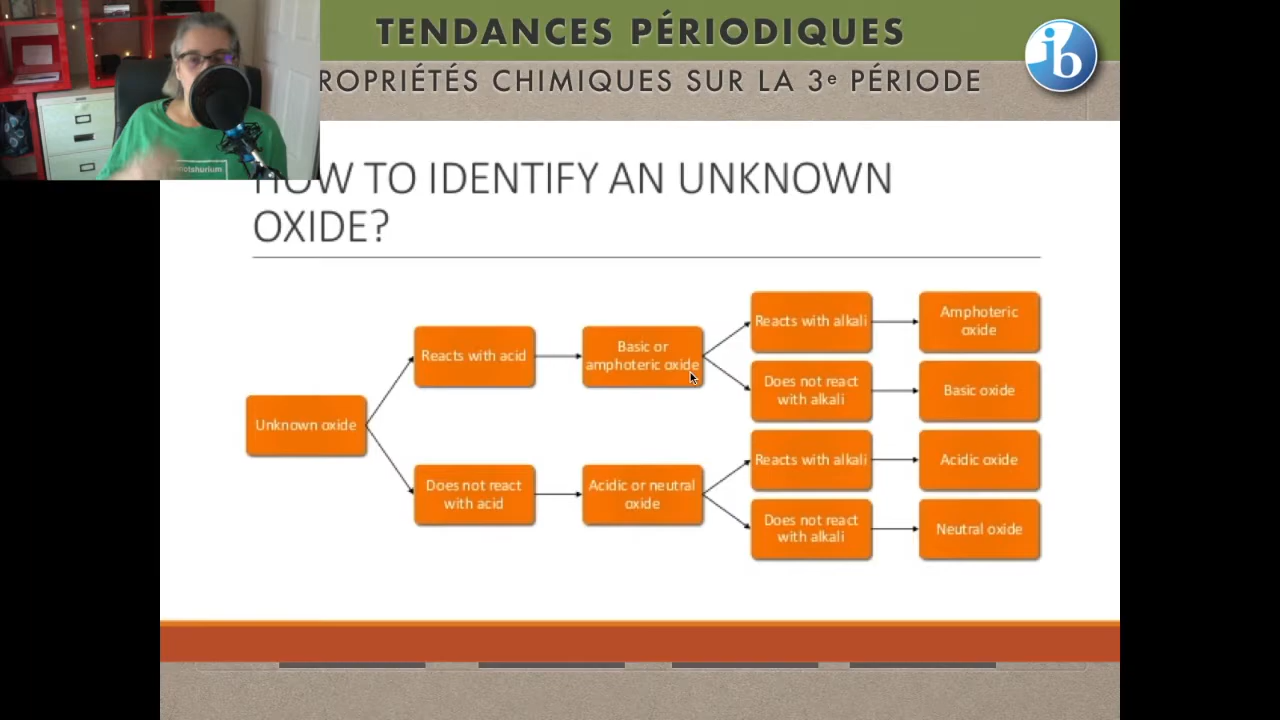 TENDANCES PÉRIODIQUES
ib
ROPRIÉTÉS CHIMIQUES SUR LA 3e PÉRIODE
HOW TO IDENTIFY AN UNKNOWN
OXIDE?
Unknown oxide
Reacts with acid
Basic or
amphoteric oxide
Reacts with alkali
Amphoteric
oxide
Does not react
with alkali
Basic oxide
Does not react
with acid
Acidic or neutral
oxide
Reacts with alkali
Acidic oxide
Does not react
with alkali
Neutral oxide